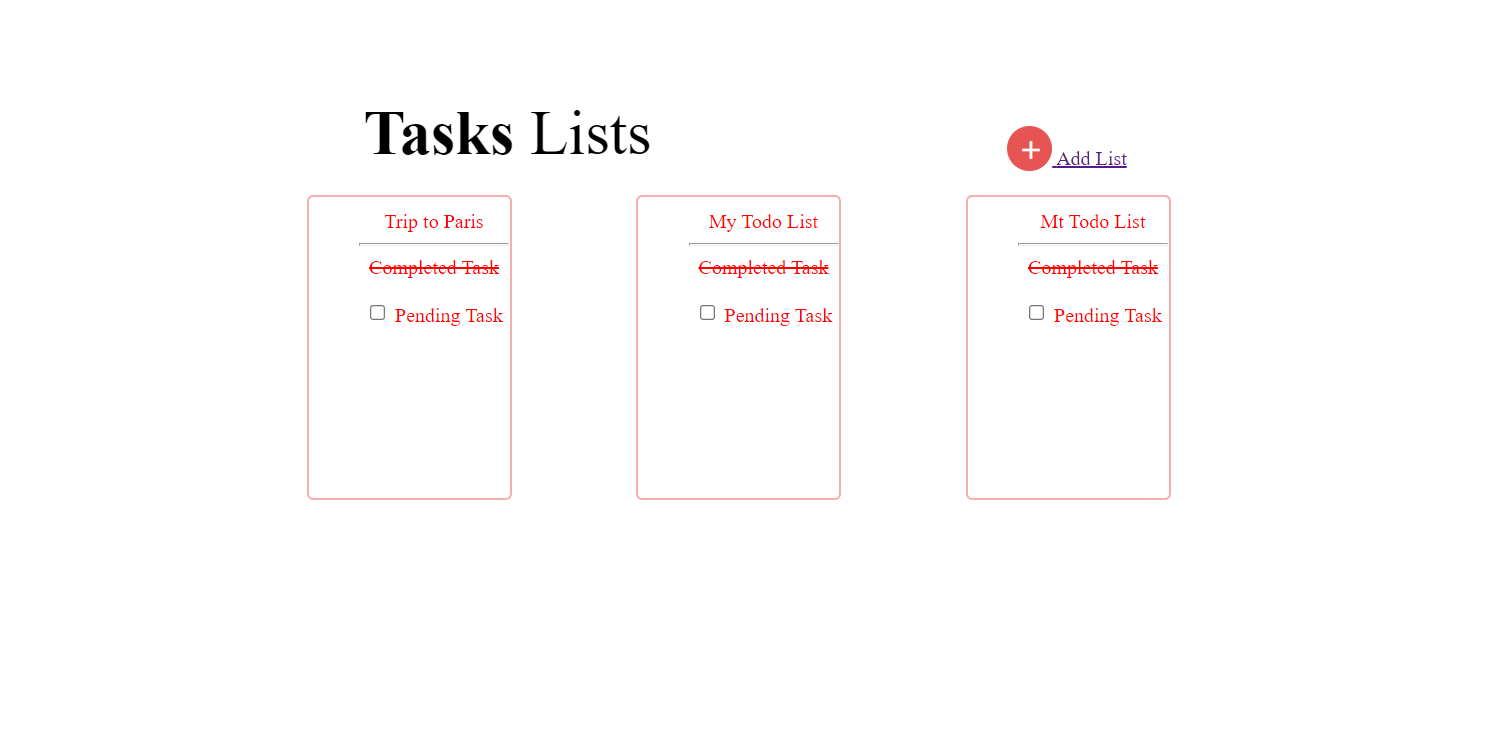 Tasks Lists
+ Add List
Trip to Paris
Completed Task
Pending Task
My Todo List
Completed Task
Pending Task
Mt Todo List
Completed Task
Pending Task